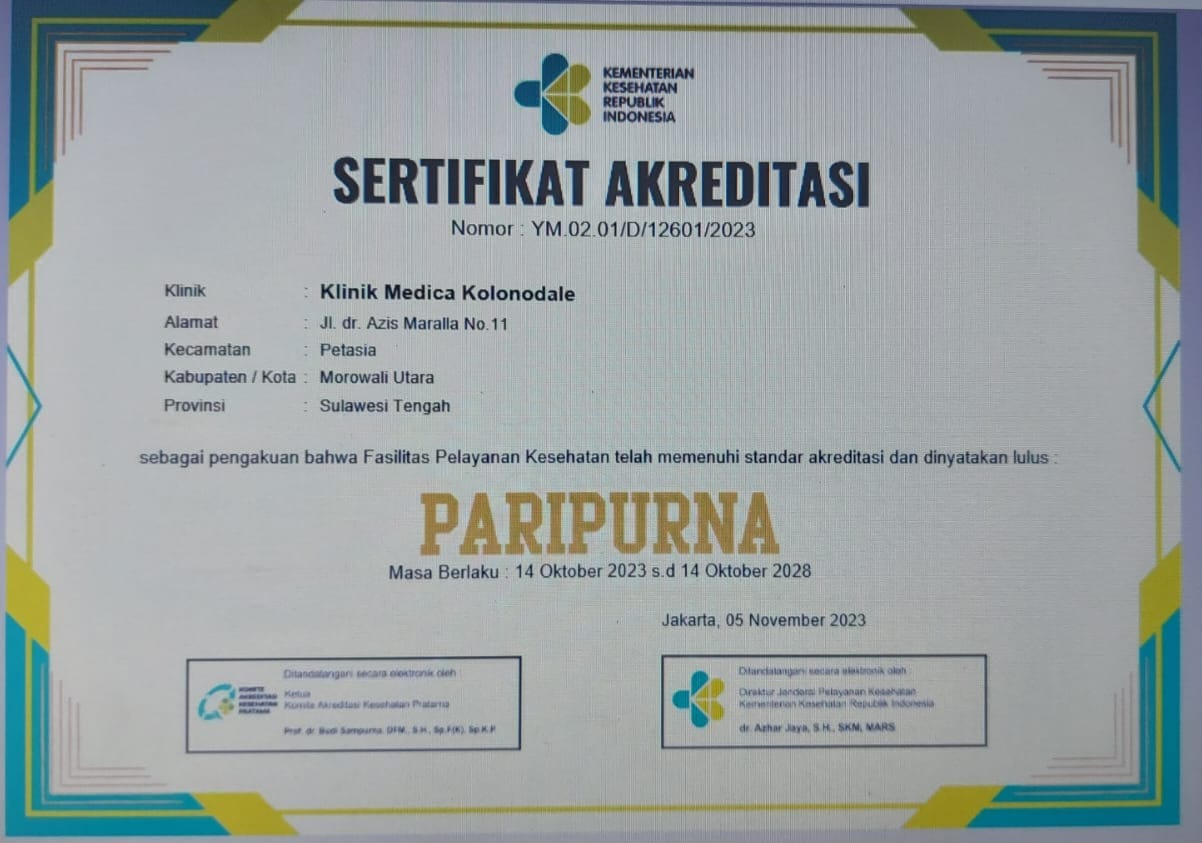 KEMENTERIAN
KESEHATAN
REPUBLIK
INDONESIA
SERTIFIKAT AKREDITASI
Nomor : YM.02.01/D/12601/2023
Klinik : Klinik Medica Kolonodale
Alamat : Jl. dr. Azis Maralla No.11
Kecamatan : Petasia
Kabupaten / Kota : Morowali Utara
Provinsi : Sulawesi Tengah
sebagai pengakuan bahwa Fasilitas Pelayanan Kesehatan telah memenuhi standar akreditasi dan dinyatakan lulus :
PARIPURNA
Masa Berlaku : 14 Oktober 2023 s.d 14 Oktober 2028
Jakarta, 05 November 2023
Ditandatangani secara elektronik oleh :
Ketua
Komite Akreditasi Kesehatan Pratama
Prof. dr. Budi Sampurna, DFM., S.H., Sp.F(K), Sp.K.P
KOMITE
AKREDITASI
KESEHATAN
PRATAMA
Ditandatangani secara elektronik oleh :
Direktur Jenderal Pelayanan Kesehatan
Kementerian Kesehatan Republik Indonesia
dr. Azhar Jaya, S.H., SKM, MARS